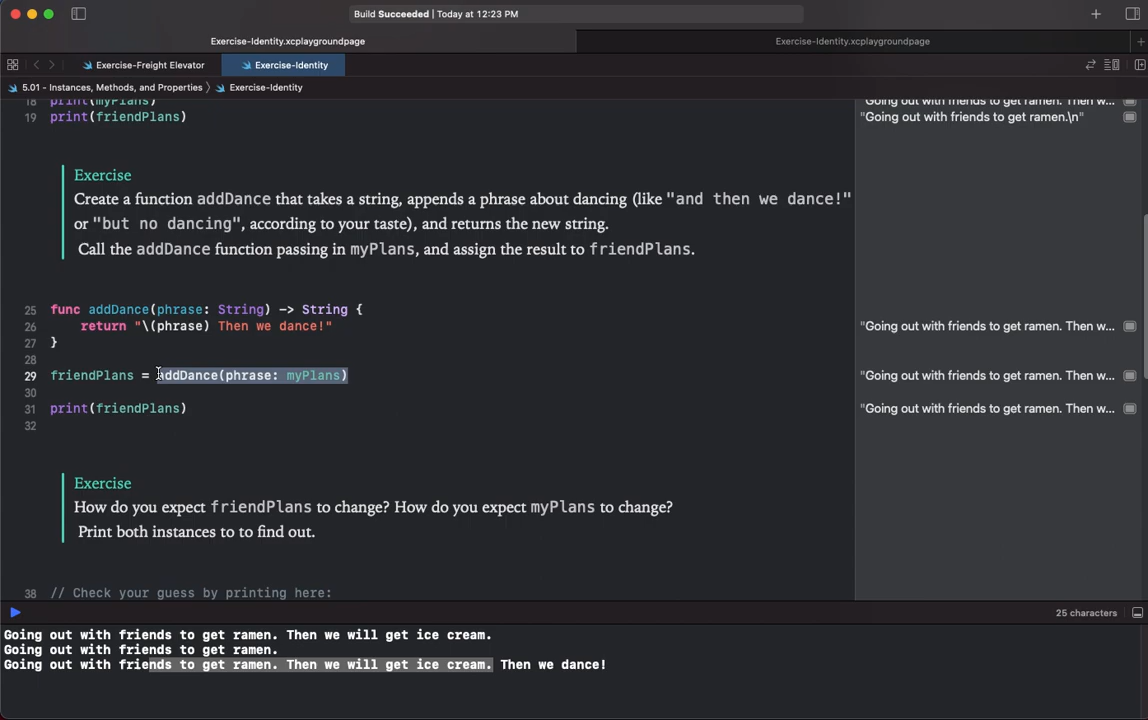 Build Succeeded | Today at 12:23 PM
Exercise-Identity.xcplaygroundpage
Exercise-Identity.xcplaygroundpage
Exercise-Freight Elevator
Exercise-Identity
5.01 - Instances, Methods, and Properties
Exercise-Identity
18 print(myPlans)
"Going out with friends to get ramen. Then w...
19 print(friendPlans)
"Going out with friends to get ramen.\n"
Exercise
Create a function addDance that takes a string, appends a phrase about dancing (like "and then we dance!"
or "but no dancing", according to your taste), and returns the new string.
Call the addDance function passing in myPlans, and assign the result to friendPlans.
25 func addDance(phrase: String) -> String {
26 return "\(phrase) Then we dance!"
"Going out with friends to get ramen. Then w...
27 }
28
29 friendPlans = addDance(phrase: myPlans)
"Going out with friends to get ramen. Then w...
30
31 print(friendPlans)
"Going out with friends to get ramen. Then w...
32
Exercise
How do you expect friendPlans to change? How do you expect myPlans to change?
Print both instances to to find out.
38 // Check your guess by printing here:
25 characters
Going out with friends to get ramen. Then we will get ice cream.
Going out with friends to get ramen.
Going out with friends to get ramen. Then we will get ice cream. Then we dance!